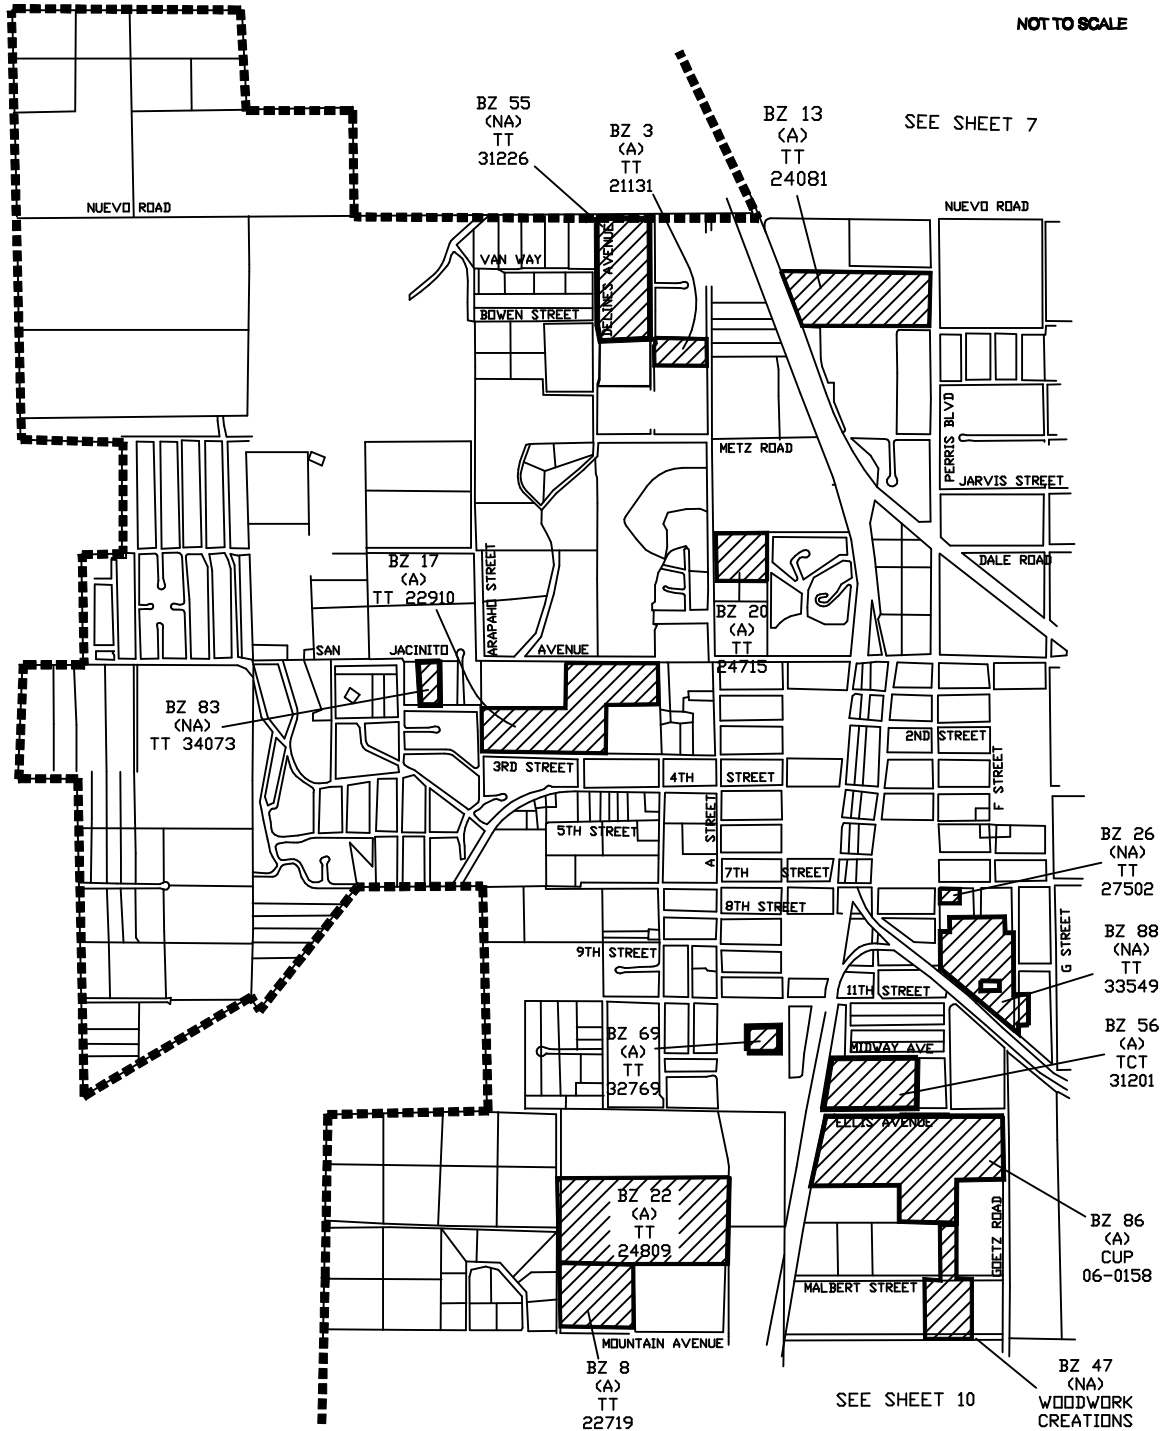 NOT TO SCALE
SEE SHEET 7
BZ 55
(NA)
TT
31226
BZ 3
(A)
TT
21131
BZ 13
(A)
TT
24081
NUEVO ROAD
NUEVO ROAD
VAN WAY
DELINES AVENUE
BOWEN STREET
METZ ROAD
PERRIS BLVD
JARVIS STREET
DALE ROAD
BZ 17
(A)
TT 22910
ARAPAHO STREET
BZ 20
(A)
TT
24715
SAN
JACINITO
AVENUE
BZ 83
(NA)
TT 34073
2ND STREET
3RD STREET
4TH
STREET
F STREET
5TH STREET
A STREET
7TH
STREET
8TH STREET
9TH STREET
11TH STREET
G STREET
BZ 26
(NA)
TT
27502
BZ 88
(NA)
TT
33549
BZ 69
(A)
TT
32769
MIDWAY AVE
BZ 56
(A)
TCT
31201
ELLIS AVENUE
BZ 22
(A)
TT
24809
GOETZ ROAD
BZ 86
(A)
CUP
06-0158
MALBERT STREET
MOUNTAIN AVENUE
BZ 8
(A)
TT
22719
SEE SHEET 10
BZ 47
(NA)
WOODWORK
CREATIONS